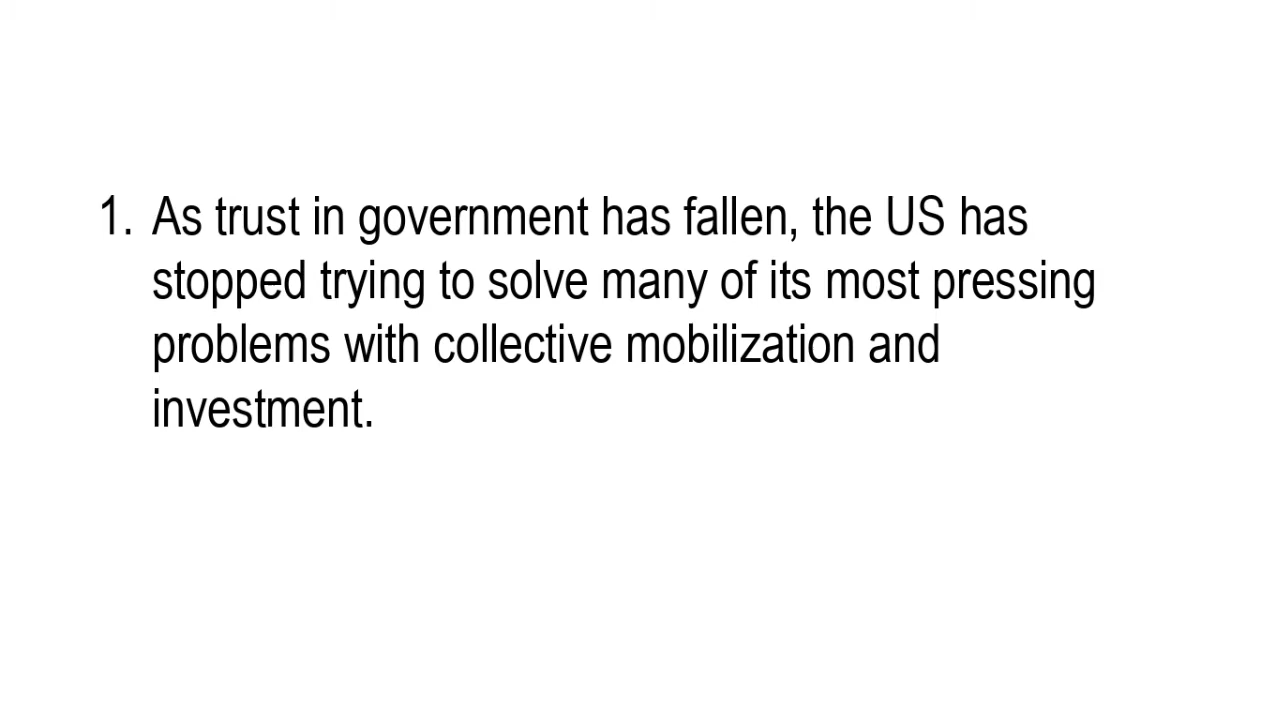 1. As trust in government has fallen, the US has
stopped trying to solve many of its most pressing
problems with collective mobilization and
investment.